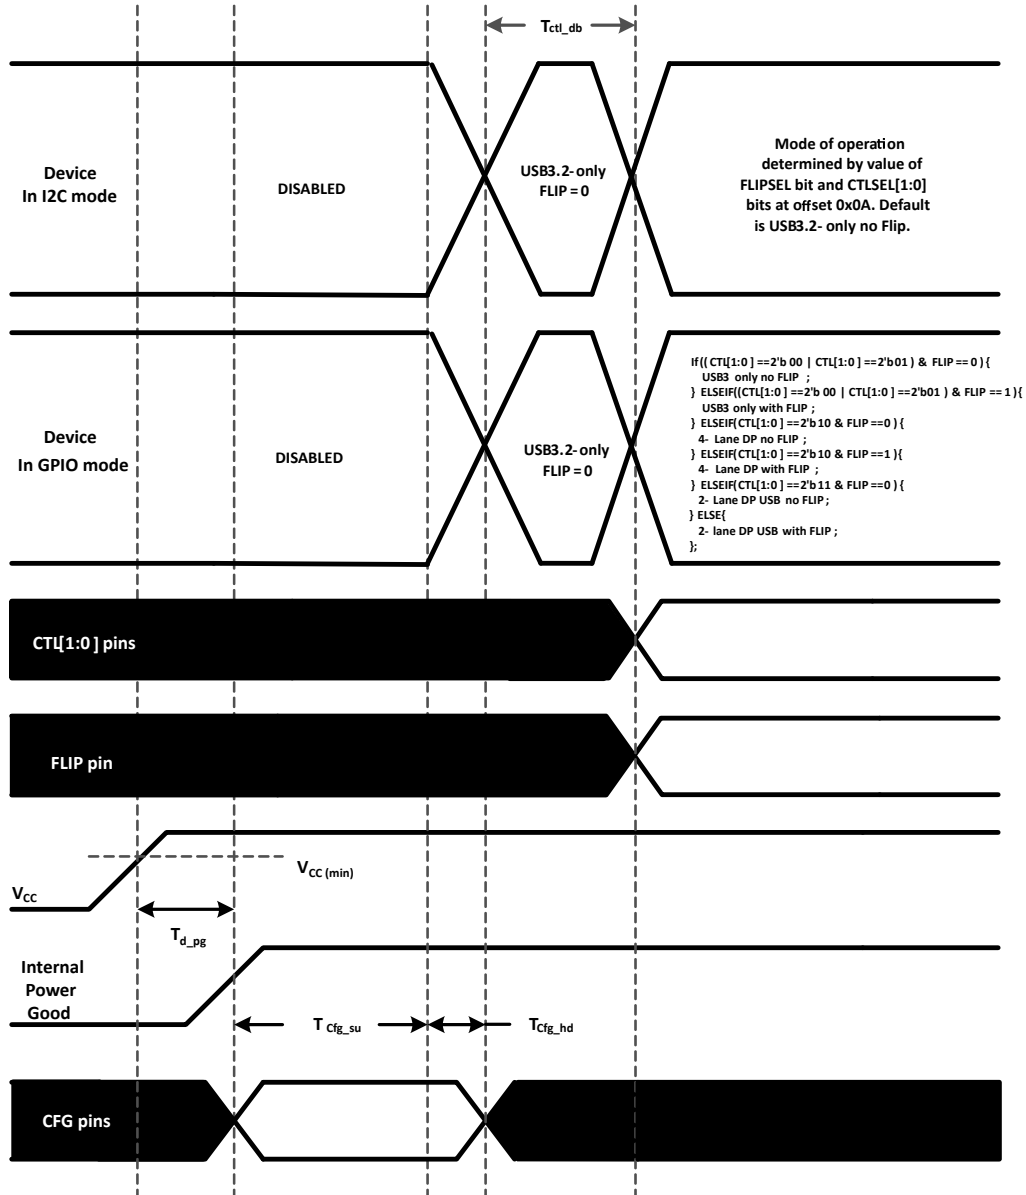 Tctl_db
Device
In I2C mode
DISABLED
USB3.2- only
FLIP = 0
Mode of operation
determined by value of
FLIPSEL bit and CTLSEL[1:0]
bits at offset 0x0A. Default
is USB3.2- only no Flip.
Device
In GPIO mode
DISABLED
USB3.2- only
FLIP = 0
If(( CTL[1:0 ] ==2'b 00 | CTL[1:0 ] ==2'b01 ) & FLIP == 0 ) {
USB3 only no FLIP ;
} ELSEIF((CTL[1:0 ] ==2'b 00 | CTL[1:0 ] ==2'b01 ) & FLIP == 1 ){
USB3 only with FLIP ;
} ELSEIF(CTL[1:0 ] ==2'b 10 & FLIP ==0 ) {
4- Lane DP no FLIP ;
} ELSEIF(CTL[1:0 ] ==2'b 10 & FLIP ==1 ){
4- Lane DP with FLIP ;
} ELSEIF(CTL[1:0 ] ==2'b 11 & FLIP ==0 ) {
2- Lane DP USB no FLIP ;
} ELSE{
2- lane DP USB with FLIP ;
};
CTL[1:0 ] pins
FLIP pin
VCC
VCC (min)
Td_pg
Internal
Power
Good
TCfg_su
TCfg_hd
CFG pins